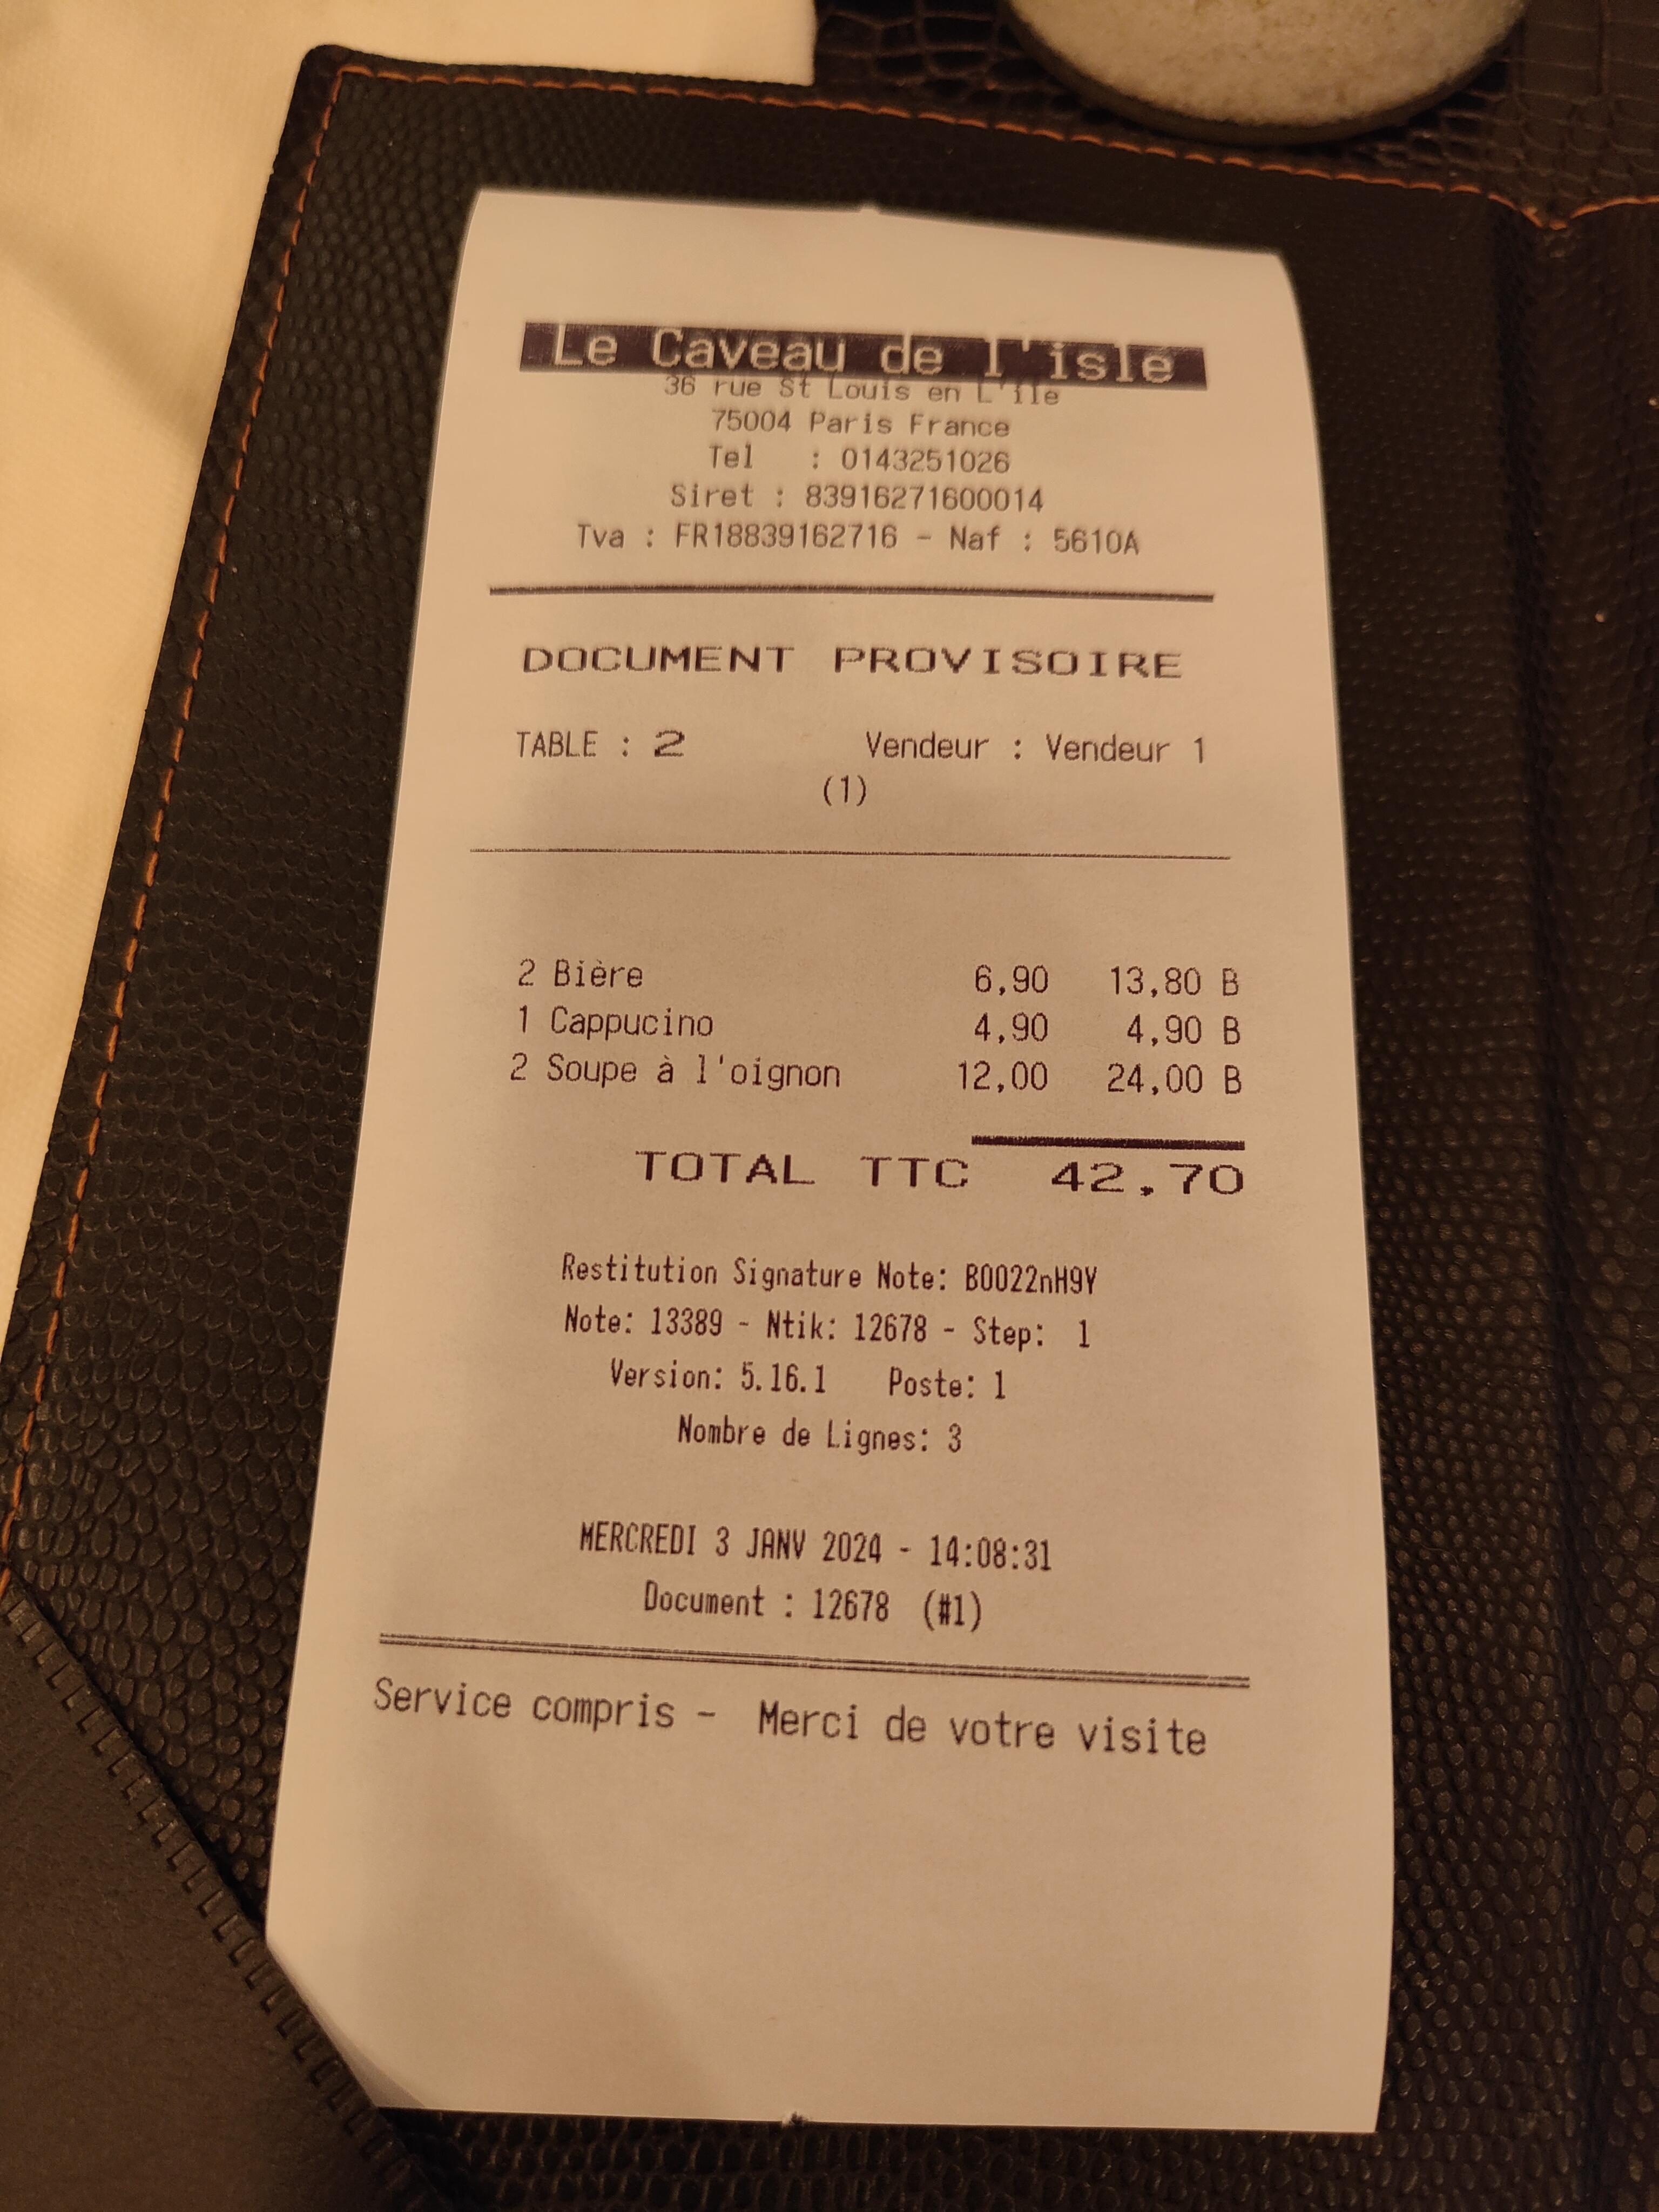 Le Caveau de l'isle
36 rue St Louis en L'île
75004 Paris France
Tel : 0143251026
Siret : 83916271600014
Tva : FR18839162716 - Naf : 5610A
DOCUMENT PROVISOIRE
TABLE : 2 Vendeur : Vendeur 1
(1)
2 Bière 6,90 13,80 B
1 Cappucino 4,90 4,90 B
2 Soupe à l'oignon 12,00 24,00 B
TOTAL TTC 42.70
Restitution Signature Note: B0022nH9Y
Note: 13389 - Ntik: 12678 - Step: 1
Version: 5.16.1 Poste: 1
Nombre de Lignes: 3
MERCREDI 3 JANV 2024 - 14:08:31
Document : 12678 (#1)
Service compris - Merci de votre visite